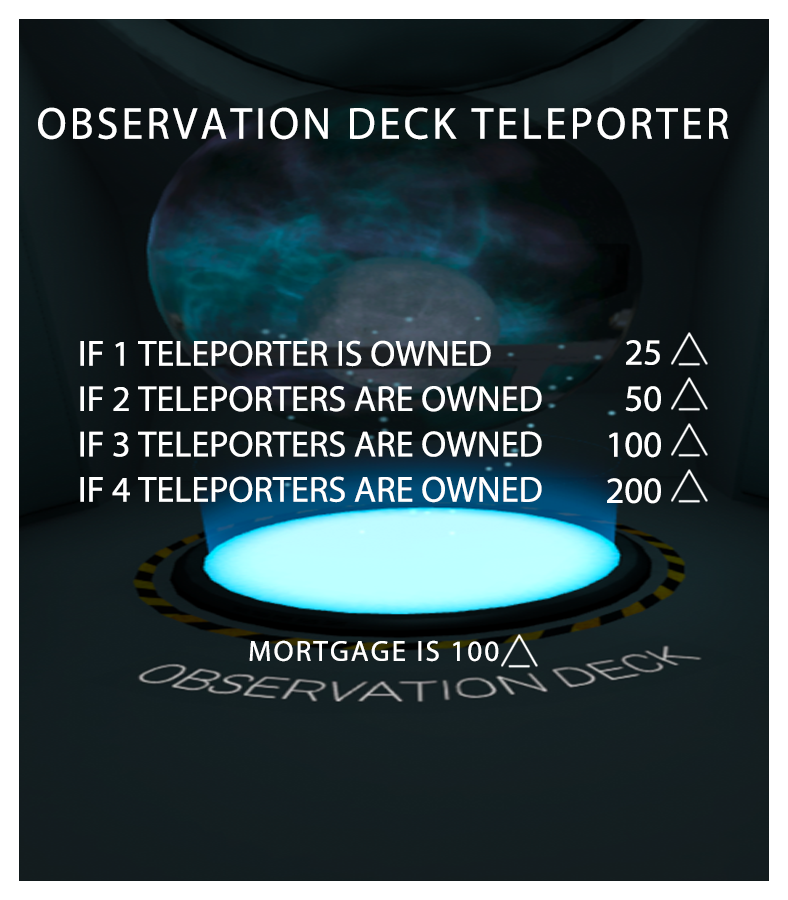 OBSERVATION DECK TELEPORTER
IF 1 TELEPORTER IS OWNED 25 △
IF 2 TELEPORTERS ARE OWNED 50 △
IF 3 TELEPORTERS ARE OWNED 100 △
IF 4 TELEPORTERS ARE OWNED 200 △
MORTGAGE IS 100△
OBSERVATION DECK